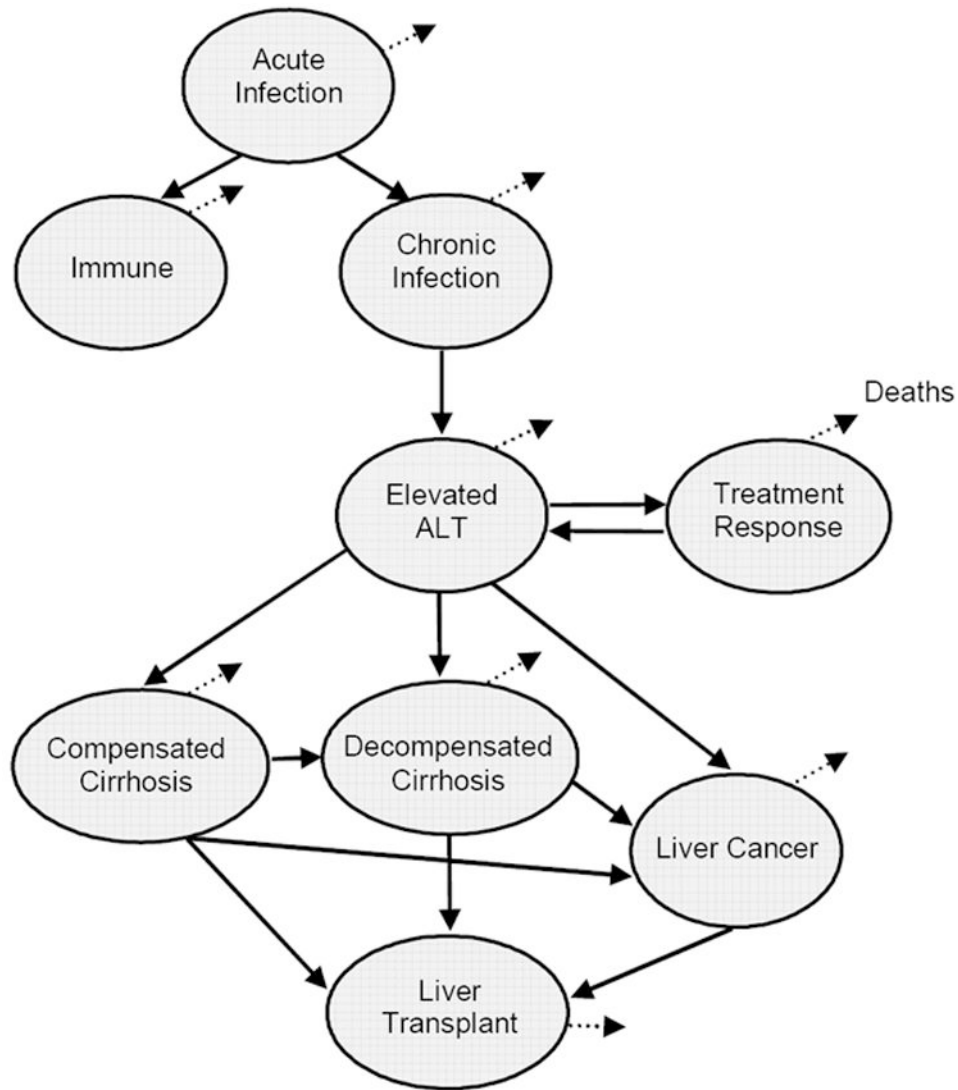 Acute
Infection
Immune
Chronic
Infection
Deaths
Elevated
ALT
Treatment
Response
Compensated
Cirrhosis
Decompensated
Cirrhosis
Liver Cancer
Liver
Transplant